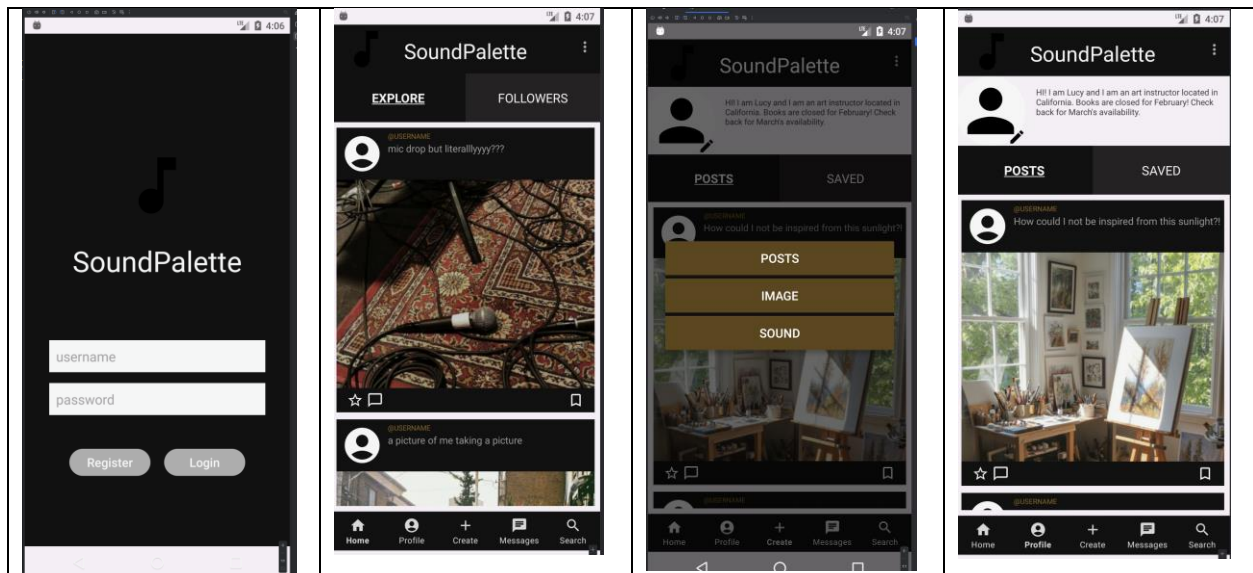 4:06
SoundPalette
username
password
Register
Login
4:07
SoundPalette
EXPLORE
FOLLOWERS
@USERNAME
mic drop but literalllyyyy???
@USERNAME
a picture of me taking a picture
Home
Profile
Create
Messages
Search
4:07
SoundPalette
HI! I am Lucy and I am an art instructor located in
California. Books are closed for February! Check
back for March's availability.
POSTS
SAVED
@USERNAME
How could I not be inspired from this sunlight?!
POSTS
IMAGE
SOUND
@USERNAME
Home
Profile
Create
Messages
Search
4:07
SoundPalette
HI! I am Lucy and I am an art instructor located in
California. Books are closed for February! Check
back for March's availability.
POSTS
SAVED
@USERNAME
How could I not be inspired from this sunlight?!
@USERNAME
Home
Profile
Create
Messages
Search